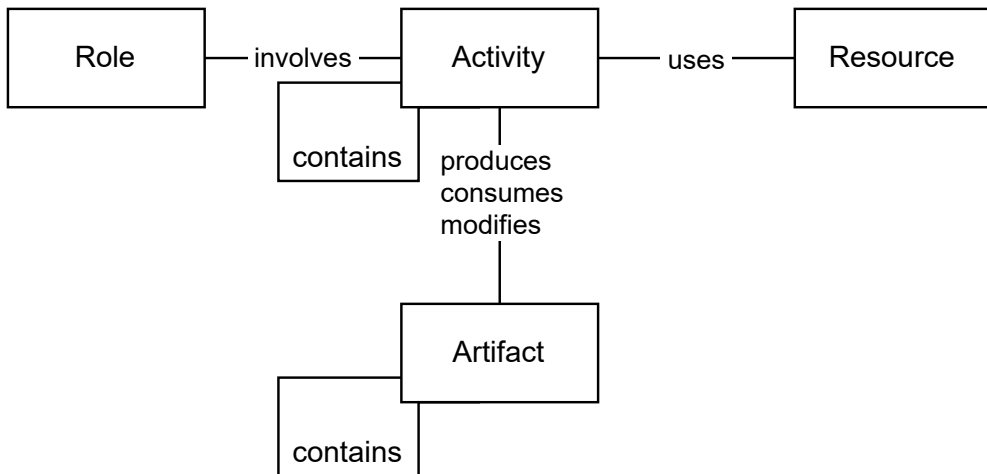 Role
involves
Activity
uses
Resource
contains
produces
consumes
modifies
Artifact
contains